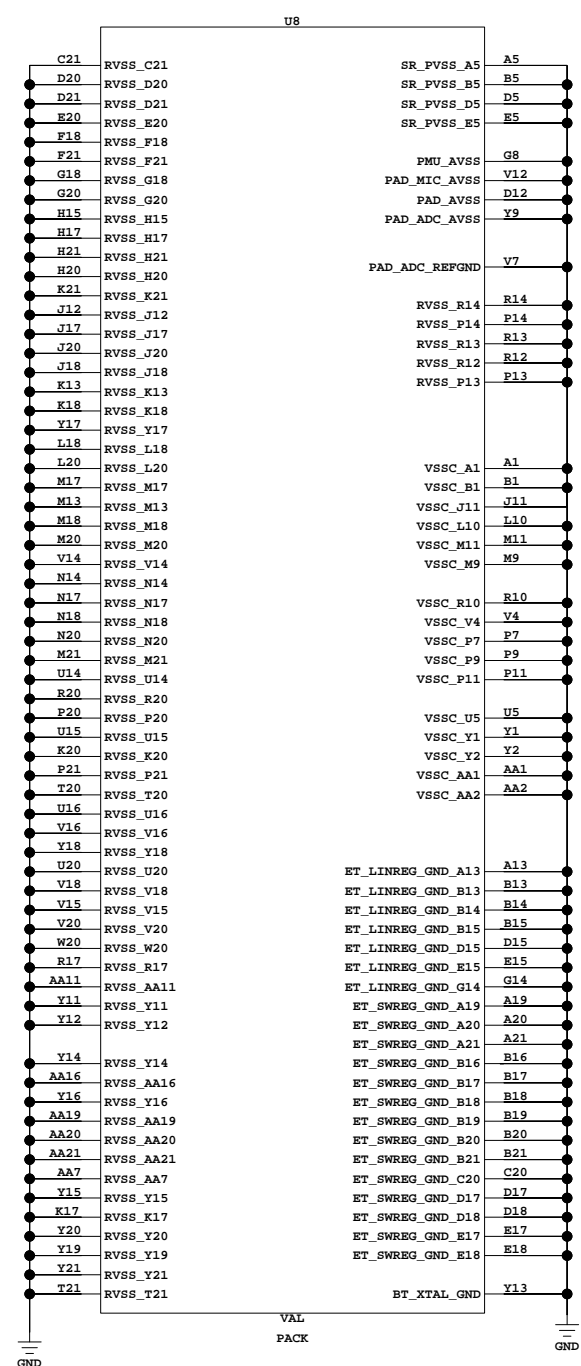 U8
C21 RVSS_C21 SR_PVSS_A5 A5
D20 RVSS_D20 SR_PVSS_B5 B5
D21 RVSS_D21 SR_PVSS_D5 D5
E20 RVSS_E20 SR_PVSS_E5 E5
F18 RVSS_F18
F21 RVSS_F21 PMU_AVSS G8
G18 RVSS_G18 PAD_MIC_AVSS V12
G20 RVSS_G20 PAD_AVSS D12
H15 RVSS_H15 PAD_ADC_AVSS Y9
H17 RVSS_H17
H21 RVSS_H21 PAD_ADC_REFGND V7
H20 RVSS_H20
K21 RVSS_K21 RVSS_R14 R14
J12 RVSS_J12 RVSS_P14 P14
J17 RVSS_J17 RVSS_R13 R13
J20 RVSS_J20 RVSS_R12 R12
J18 RVSS_J18 RVSS_P13 P13
K13 RVSS_K13
K18 RVSS_K18
Y17 RVSS_Y17
L18 RVSS_L18
L20 RVSS_L20 VSSC_A1 A1
M17 RVSS_M17 VSSC_B1 B1
M13 RVSS_M13 VSSC_J11 J11
M18 RVSS_M18 VSSC_L10 L10
M20 RVSS_M20 VSSC_M11 M11
V14 RVSS_V14 VSSC_M9 M9
N14 RVSS_N14
N17 RVSS_N17 VSSC_R10 R10
N18 RVSS_N18 VSSC_V4 V4
N20 RVSS_N20 VSSC_P7 P7
M21 RVSS_M21 VSSC_P9 P9
U14 RVSS_U14 VSSC_P11 P11
R20 RVSS_R20
P20 RVSS_P20 VSSC_U5 U5
U15 RVSS_U15 VSSC_Y1 Y1
K20 RVSS_K20 VSSC_Y2 Y2
P21 RVSS_P21 VSSC_AA1 AA1
T20 RVSS_T20 VSSC_AA2 AA2
U16 RVSS_U16
V16 RVSS_V16
Y18 RVSS_Y18
U20 RVSS_U20 ET_LINREG_GND_A13 A13
V18 RVSS_V18 ET_LINREG_GND_B13 B13
V15 RVSS_V15 ET_LINREG_GND_B14 B14
V20 RVSS_V20 ET_LINREG_GND_B15 B15
W20 RVSS_W20 ET_LINREG_GND_D15 D15
R17 RVSS_R17 ET_LINREG_GND_E15 E15
AA11 RVSS_AA11 ET_LINREG_GND_G14 G14
Y11 RVSS_Y11 ET_SWREG_GND_A19 A19
Y12 RVSS_Y12 ET_SWREG_GND_A20 A20
ET_SWREG_GND_A21 A21
Y14 RVSS_Y14 ET_SWREG_GND_B16 B16
AA16 RVSS_AA16 ET_SWREG_GND_B17 B17
Y16 RVSS_Y16 ET_SWREG_GND_B18 B18
AA19 RVSS_AA19 ET_SWREG_GND_B19 B19
AA20 RVSS_AA20 ET_SWREG_GND_B20 B20
AA21 RVSS_AA21 ET_SWREG_GND_B21 B21
AA7 RVSS_AA7 ET_SWREG_GND_C20 C20
Y15 RVSS_Y15 ET_SWREG_GND_D17 D17
K17 RVSS_K17 ET_SWREG_GND_D18 D18
Y20 RVSS_Y20 ET_SWREG_GND_E17 E17
Y19 RVSS_Y19 ET_SWREG_GND_E18 E18
Y21 RVSS_Y21
T21 RVSS_T21 BT_XTAL_GND Y13
VAL
PACK
GND GND